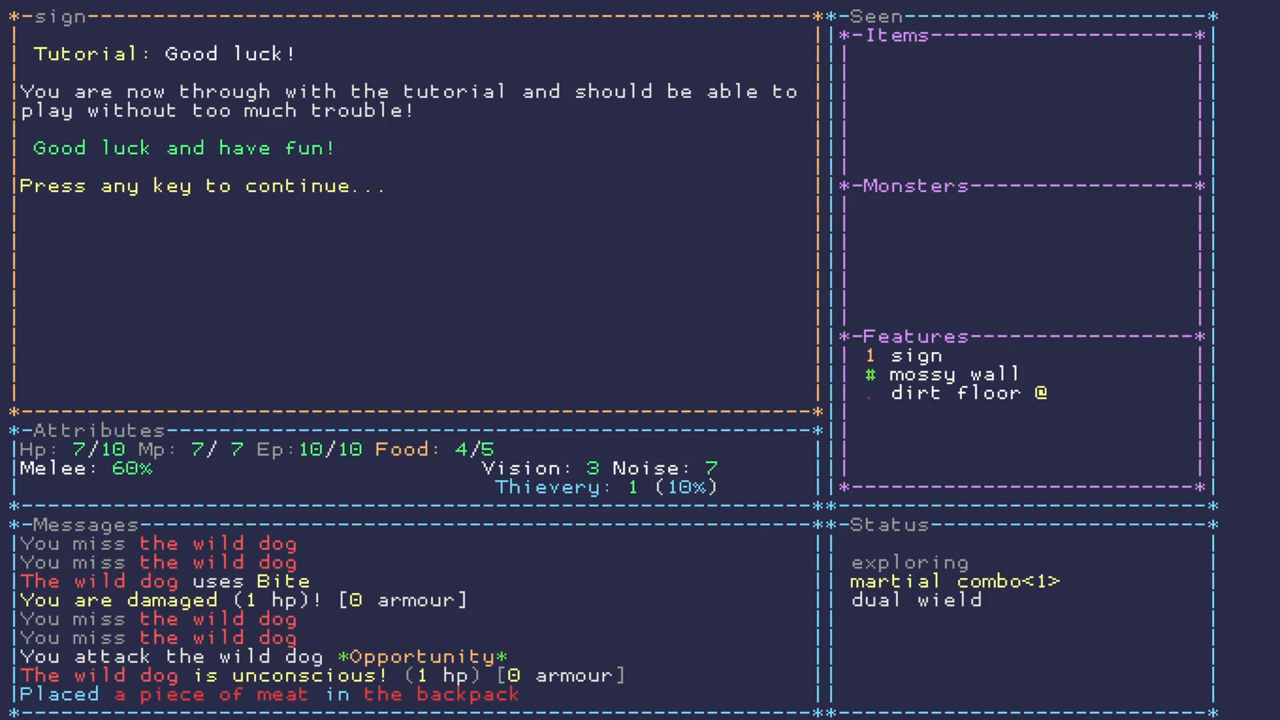 sign
Tutorial: Good luck!
You are now through with the tutorial and should be able to
play without too much trouble!
Good luck and have fun!
Press any key to continue...
Attributes
Hp: 7/10 Mp: 7/ 7 Ep:10/10 Food: 4/5
Melee: 60% Vision: 3 Noise: 7
Thievery: 1 (10%)
Messages
You miss the wild dog
You miss the wild dog
The wild dog uses Bite
You are damaged (1 hp)! [0 armour]
You miss the wild dog
You miss the wild dog
You attack the wild dog *Opportunity*
The wild dog is unconscious! (1 hp) [0 armour]
Placed a piece of meat in the backpack
Seen
Items
Monsters
Features
1 sign
# mossy wall
. dirt floor @
Status
exploring
martial combo<1>
dual wield